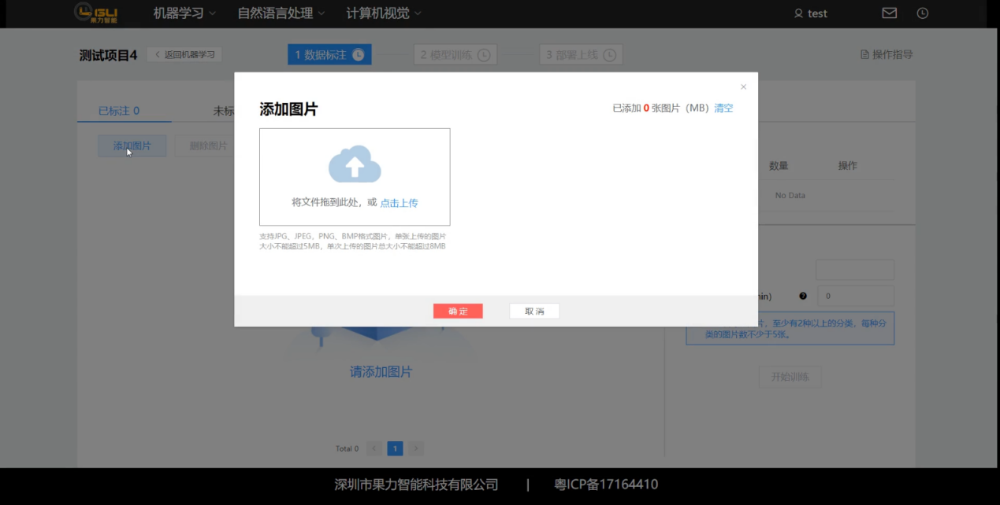 GLI
果力智能
机器学习
自然语言处理
计算机视觉
test
测试项目4
< 返回机器学习
1 数据标注
2 模型训练
3 部署上线
操作指导
已标注 0
未标
添加图片
删除图片
添加图片
已添加 0 张图片（MB）清空
×
将文件拖到此处，或 点击上传
支持JPG、JPEG、PNG、BMP格式图片，单张上传的图片
大小不能超过5MB，单次上传的图片总大小不能超过8MB
确定
取消
数量
操作
No Data
in)
0
片，至少有2种以上的分类，每种分
类的图片数不少于5张。
开始训练
请添加图片
Total 0
<
1
>
深圳市果力智能科技有限公司 | 粤ICP备17164410